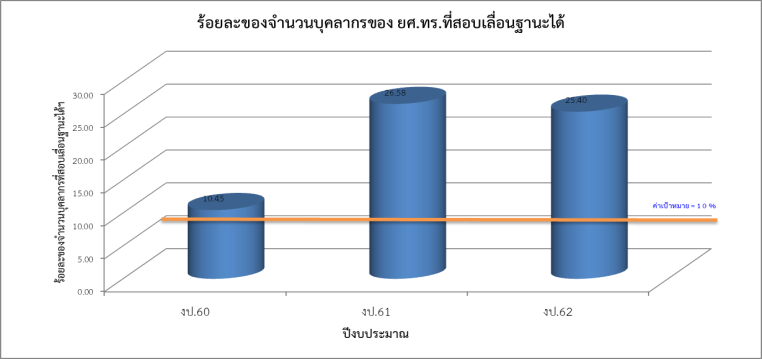 ร้อยละของจำนวนบุคลากรของ ยศ.ทร.ที่สอบเลื่อนฐานะได้
ร้อยละของจำนวนบุคลากรที่สอบเลื่อนฐานะได้ฯ
30.00
25.00
20.00
15.00
10.00
5.00
0.00
10.45
26.58
25.40
ค่าเป้าหมาย = 10 %
งป.60
งป.61
งป.62
ปีงบประมาณ